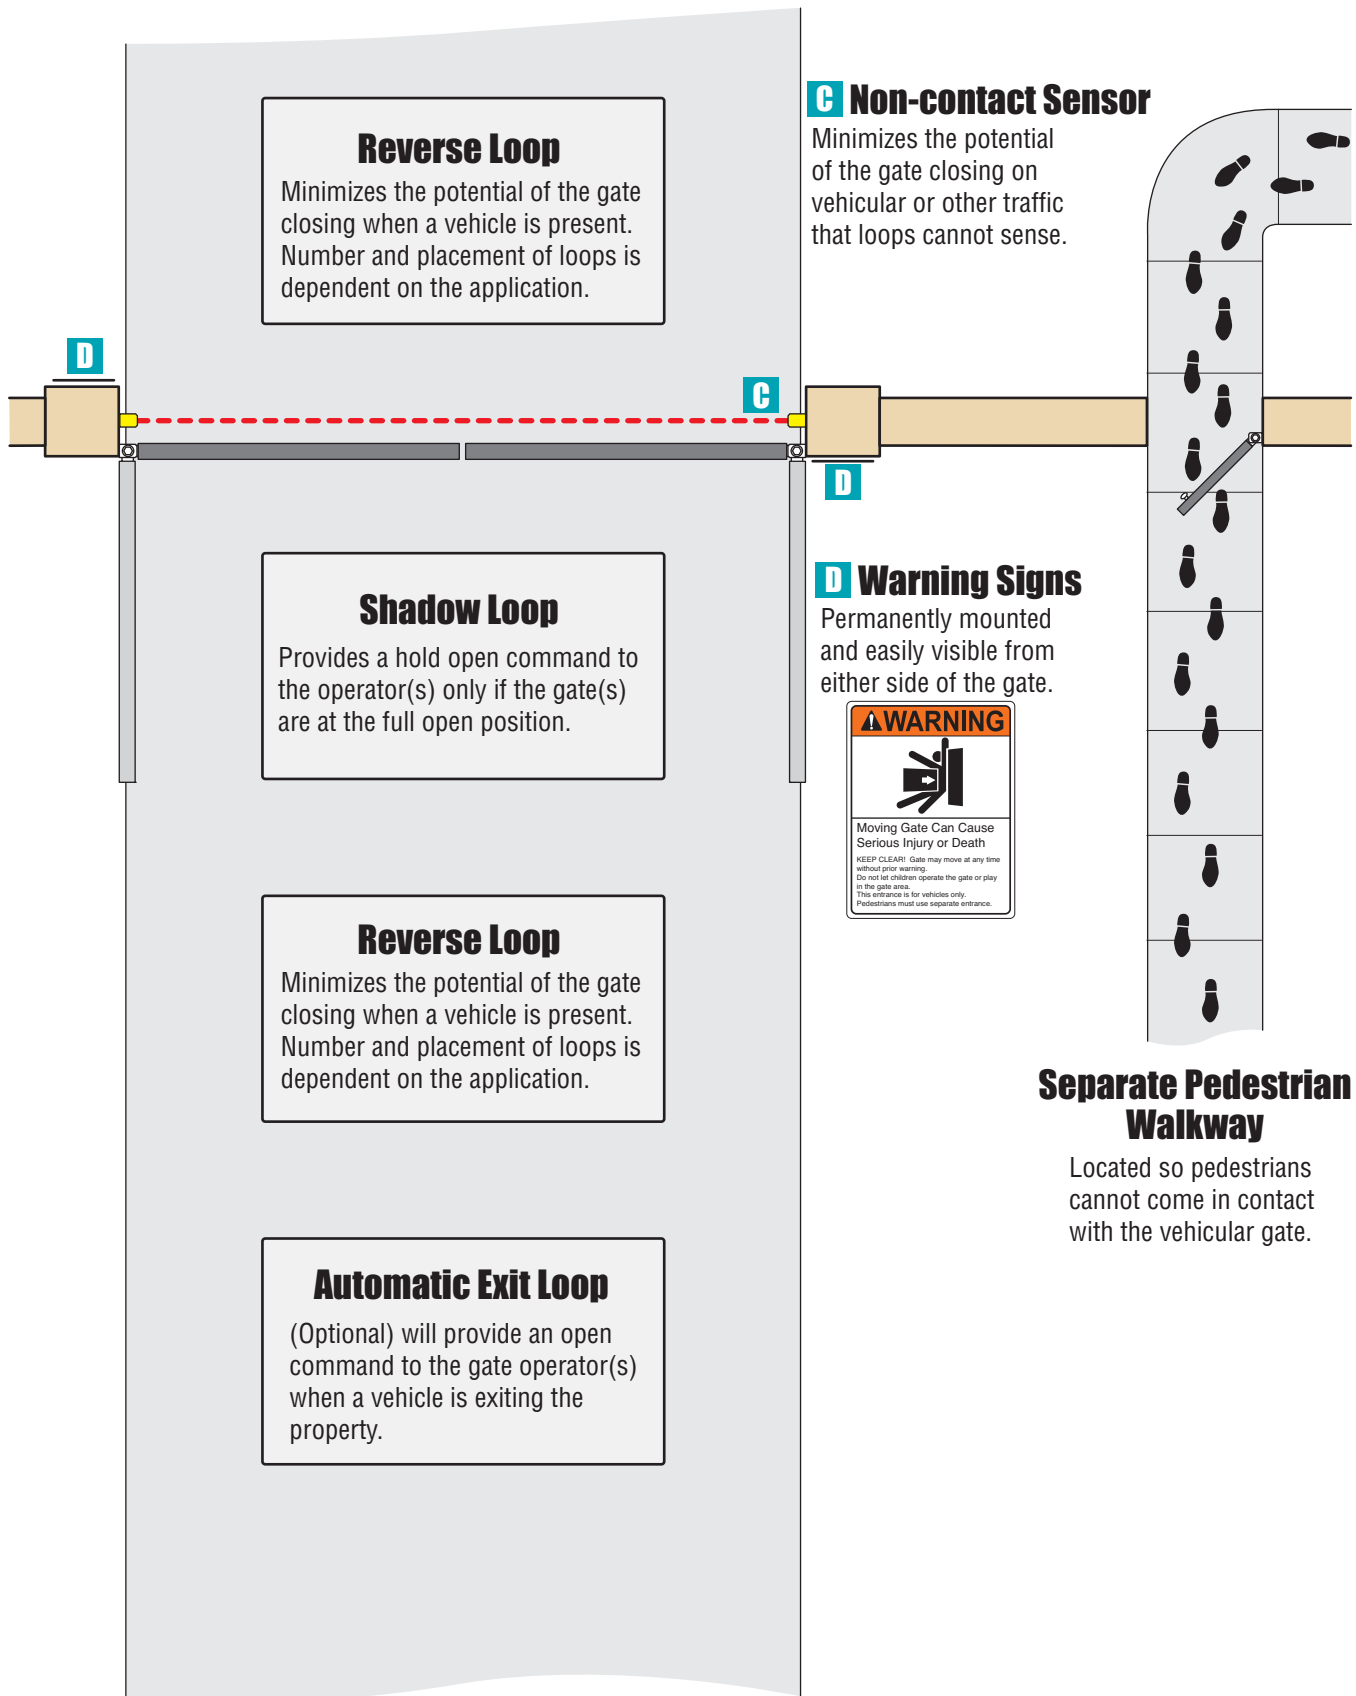 Reverse Loop
Minimizes the potential of the gate
closing when a vehicle is present.
Number and placement of loops is
dependent on the application.
C Non-contact Sensor
Minimizes the potential
of the gate closing on
vehicular or other traffic
that loops cannot sense.
D
C
D
Shadow Loop
Provides a hold open command to
the operator(s) only if the gate(s)
are at the full open position.
D Warning Signs
Permanently mounted
and easily visible from
either side of the gate.
WARNING
Moving Gate Can Cause
Serious Injury or Death
KEEP CLEAR! Gate may move at any time
without prior warning.
Do not let children operate the gate or play
in the gate area.
This entrance is for vehicles only.
Pedestrians must use separate entrance.
Reverse Loop
Minimizes the potential of the gate
closing when a vehicle is present.
Number and placement of loops is
dependent on the application.
Separate Pedestrian
Walkway
Located so pedestrians
cannot come in contact
with the vehicular gate.
Automatic Exit Loop
(Optional) will provide an open
command to the gate operator(s)
when a vehicle is exiting the
property.